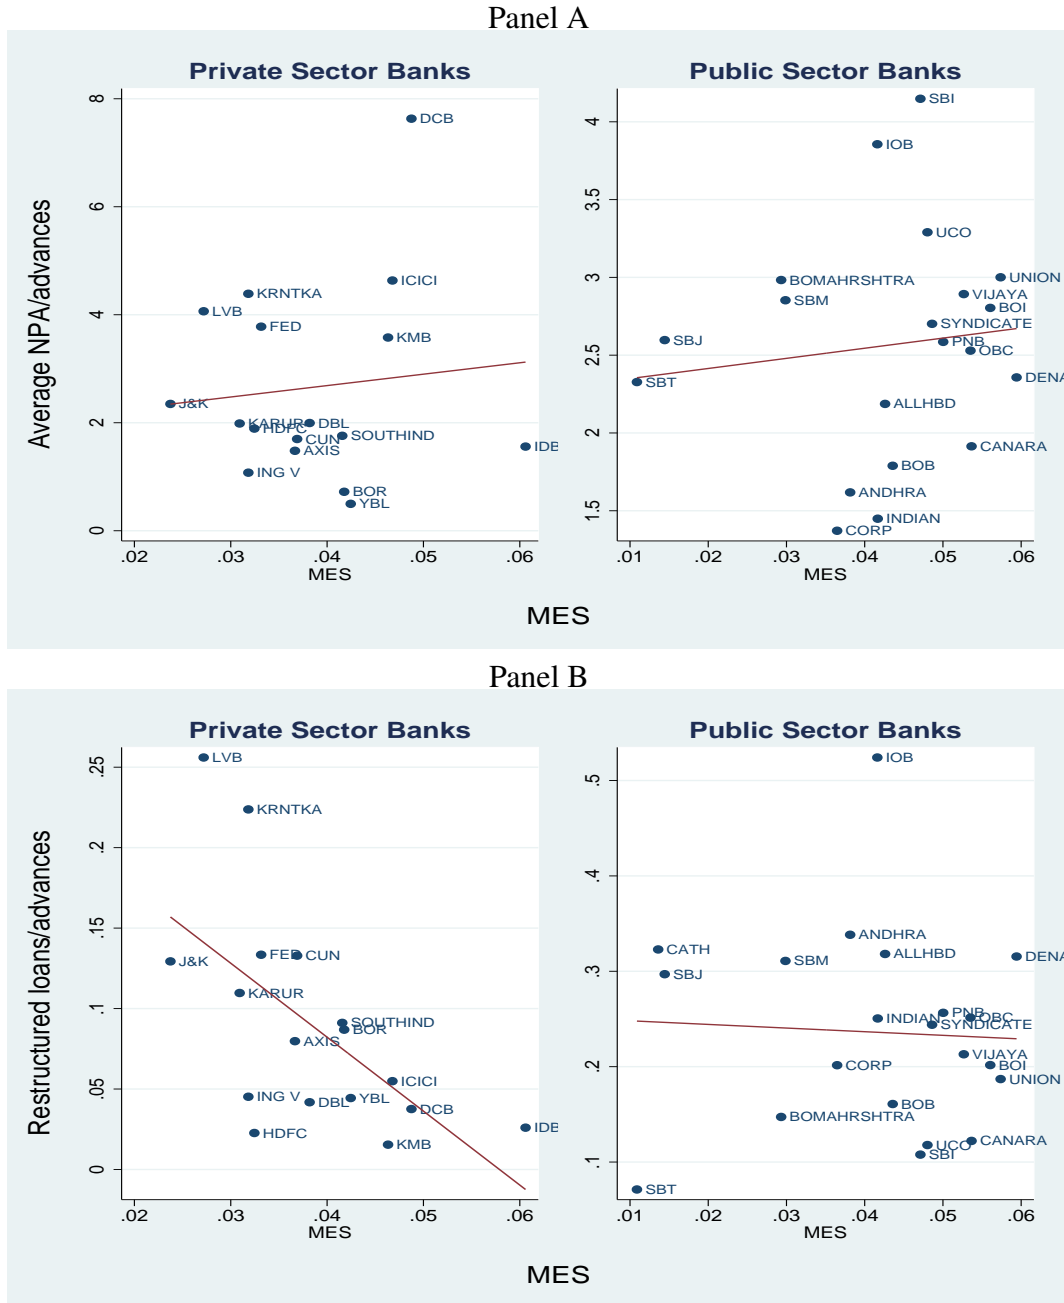 Panel A
Private Sector Banks
Public Sector Banks
Average NPA/advances
8
6
4
2
0
DCB
ICICI
KRNTKA
LVB
FED
KMB
J&K
KARUR
DBL
HDFC
SOUTHIND
CUN
AXIS
IDB
ING V
BOR
YBL
.02 .03 .04 .05 .06
MES
4
3.5
3
2.5
2
1.5
SBI
IOB
UCO
BOMAHRSHTRA
UNION
SBM
VIJAYA
BOI
SYNDICATE
SBJ
PNB
OBC
SBT
DENA
ALLHBD
CANARA
BOB
ANDHRA
INDIAN
CORP
.01 .02 .03 .04 .05 .06
MES
MES
Panel B
Private Sector Banks
Public Sector Banks
Restructured loans/advances
.25
.2
.15
.1
.05
0
LVB
KRNTKA
FED
CUN
J&K
KARUR
SOUTHIND
BOR
AXIS
ICICI
ING V
YBL
DBL
DCB
IDB
HDFC
KMB
.02 .03 .04 .05 .06
MES
.5
.4
.3
.2
.1
IOB
ANDHRA
CATH
ALLHBD
DENA
SBM
SBJ
PNB
OBC
INDIAN
SYNDICATE
VIJAYA
CORP
BOI
UNION
BOB
BOMAHRSHTRA
CANARA
UCO
SBI
SBT
.01 .02 .03 .04 .05 .06
MES
MES